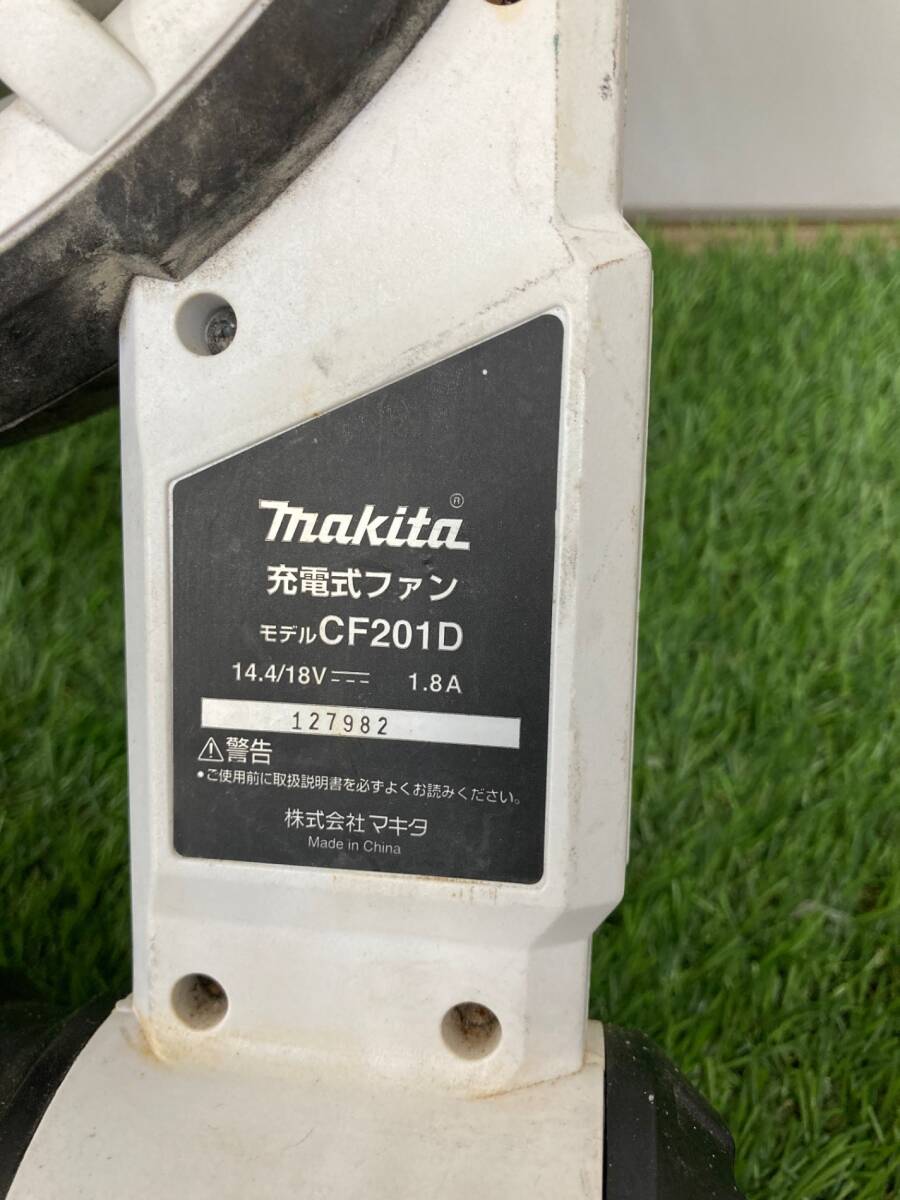 makita®
充電式ファン
モデルCF201D
14.4/18V⎓ 1.8A
127982
⚠警告
•ご使用前に取扱説明書を必ずよくお読みください。
株式会社マキタ
Made in China